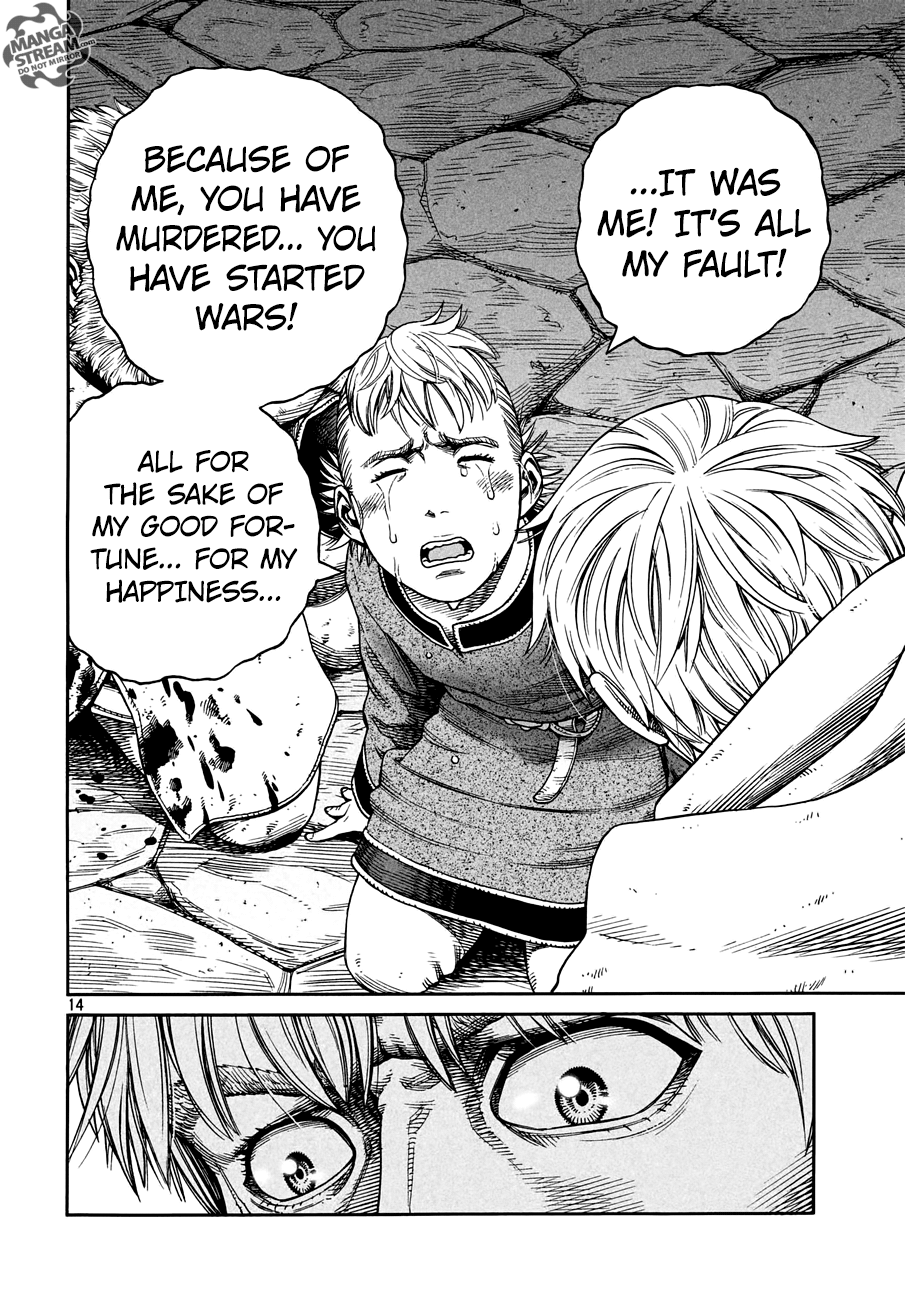 MANGA
STREAM.com
DO NOT MIRROR
...IT WAS
ME! IT'S ALL
MY FAULT!
BECAUSE OF
ME, YOU HAVE
MURDERED... YOU
HAVE STARTED
WARS!
ALL FOR
THE SAKE OF
MY GOOD FOR-
TUNE... FOR MY
HAPPINESS...
14